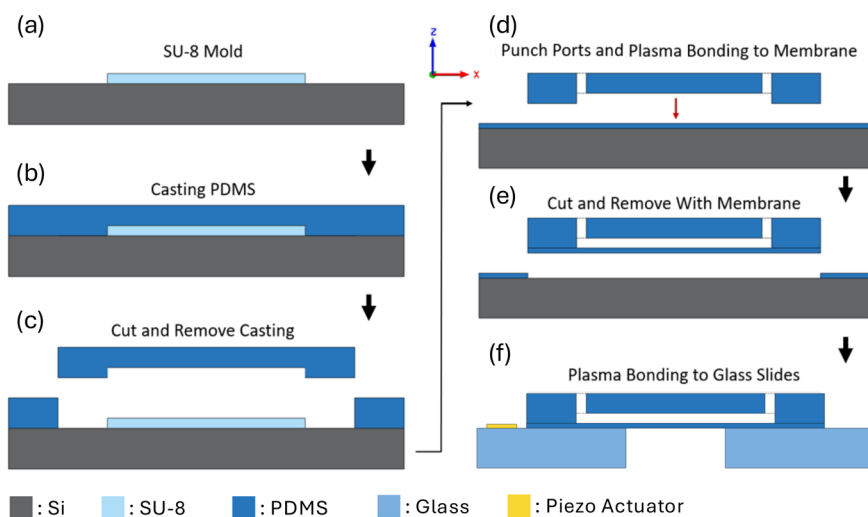 (a)
SU-8 Mold
(b)
Casting PDMS
(c)
Cut and Remove Casting
z
x
(d)
Punch Ports and Plasma Bonding to Membrane
(e)
Cut and Remove With Membrane
(f)
Plasma Bonding to Glass Slides
: Si
: SU-8
: PDMS
: Glass
: Piezo Actuator